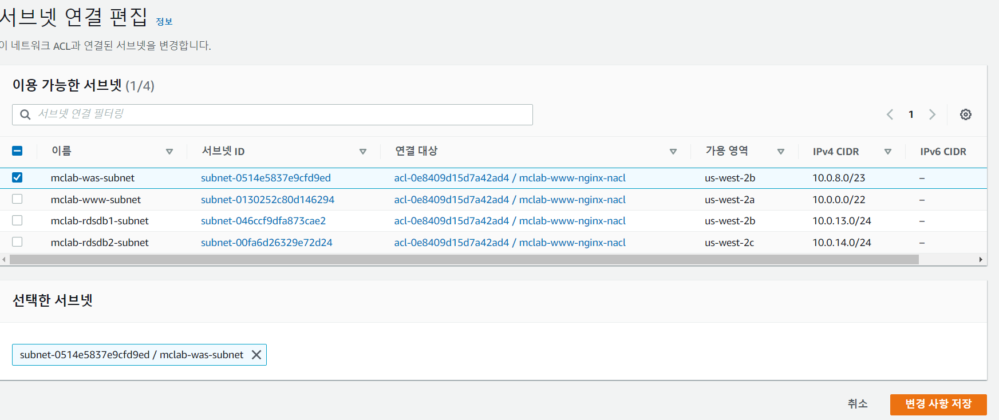 서브넷 연결 편집 정보
이 네트워크 ACL과 연결된 서브넷을 변경합니다.
이용 가능한 서브넷 (1/4)
서브넷 연결 필터링
1
이름 서브넷 ID 연결 대상 가용 영역 IPv4 CIDR IPv6 CIDR
mclab-was-subnet subnet-0514e5837e9cfd9ed acl-0e8409d15d7a42ad4 / mclab-www-nginx-nacl us-west-2b 10.0.8.0/23 –
mclab-www-subnet subnet-0130252c80d146294 acl-0e8409d15d7a42ad4 / mclab-www-nginx-nacl us-west-2a 10.0.0.0/22 –
mclab-rdsdb1-subnet subnet-046ccf9dfa873cae2 acl-0e8409d15d7a42ad4 / mclab-www-nginx-nacl us-west-2b 10.0.13.0/24 –
mclab-rdsdb2-subnet subnet-00fa6d26329e72d24 acl-0e8409d15d7a42ad4 / mclab-www-nginx-nacl us-west-2c 10.0.14.0/24 –
선택한 서브넷
subnet-0514e5837e9cfd9ed / mclab-was-subnet
취소 변경 사항 저장